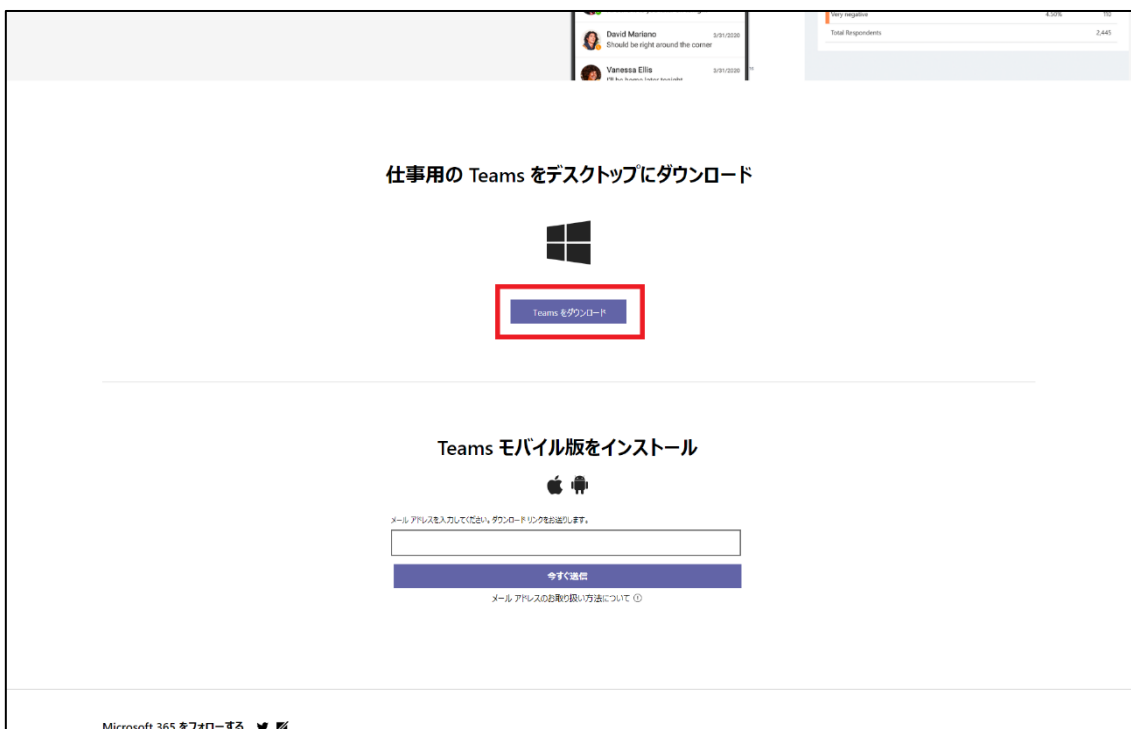 David Mariano 3/31/2020
Should be right around the corner
Vanessa Ellis 3/31/2020
Very negative 4.50% 110
Total Respondents 2,445
仕事用の Teams をデスクトップにダウンロード
Teams をダウンロード
Teams モバイル版をインストール
メール アドレスを入力してください。ダウンロード リンクをお送りします。
今すぐ送信
メール アドレスのお取り扱い方法について
Microsoft 365 をフォローする